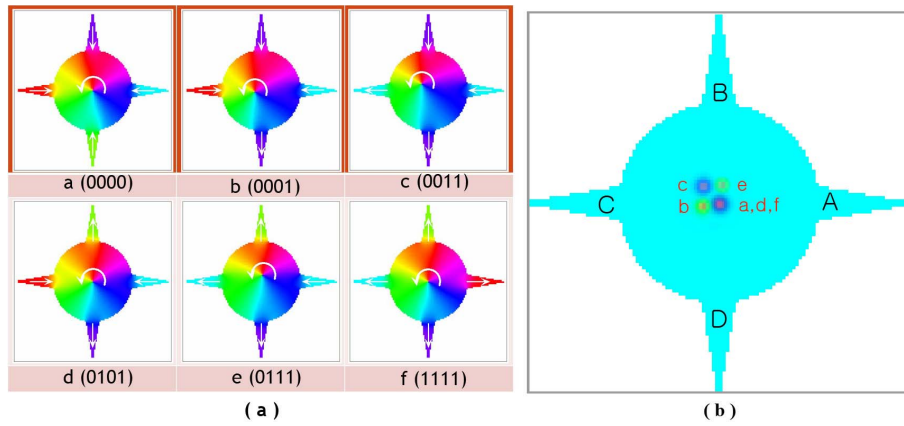 a (0000) b (0001) c (0011)
d (0101) e (0111) f (1111)
( a )
B
c e
C A
b a,d,f
D
( b )